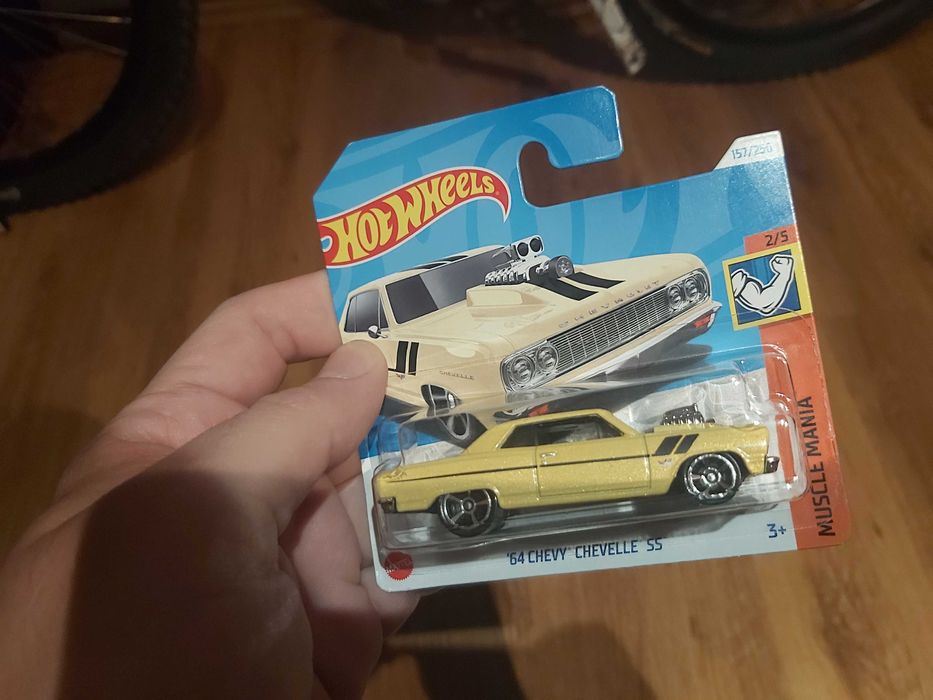 HOT WHEELS
157/250
2/5
CHEVROLET
CHEVELLE
MUSCLE MANIA
'64 CHEVY CHEVELLE SS
3+